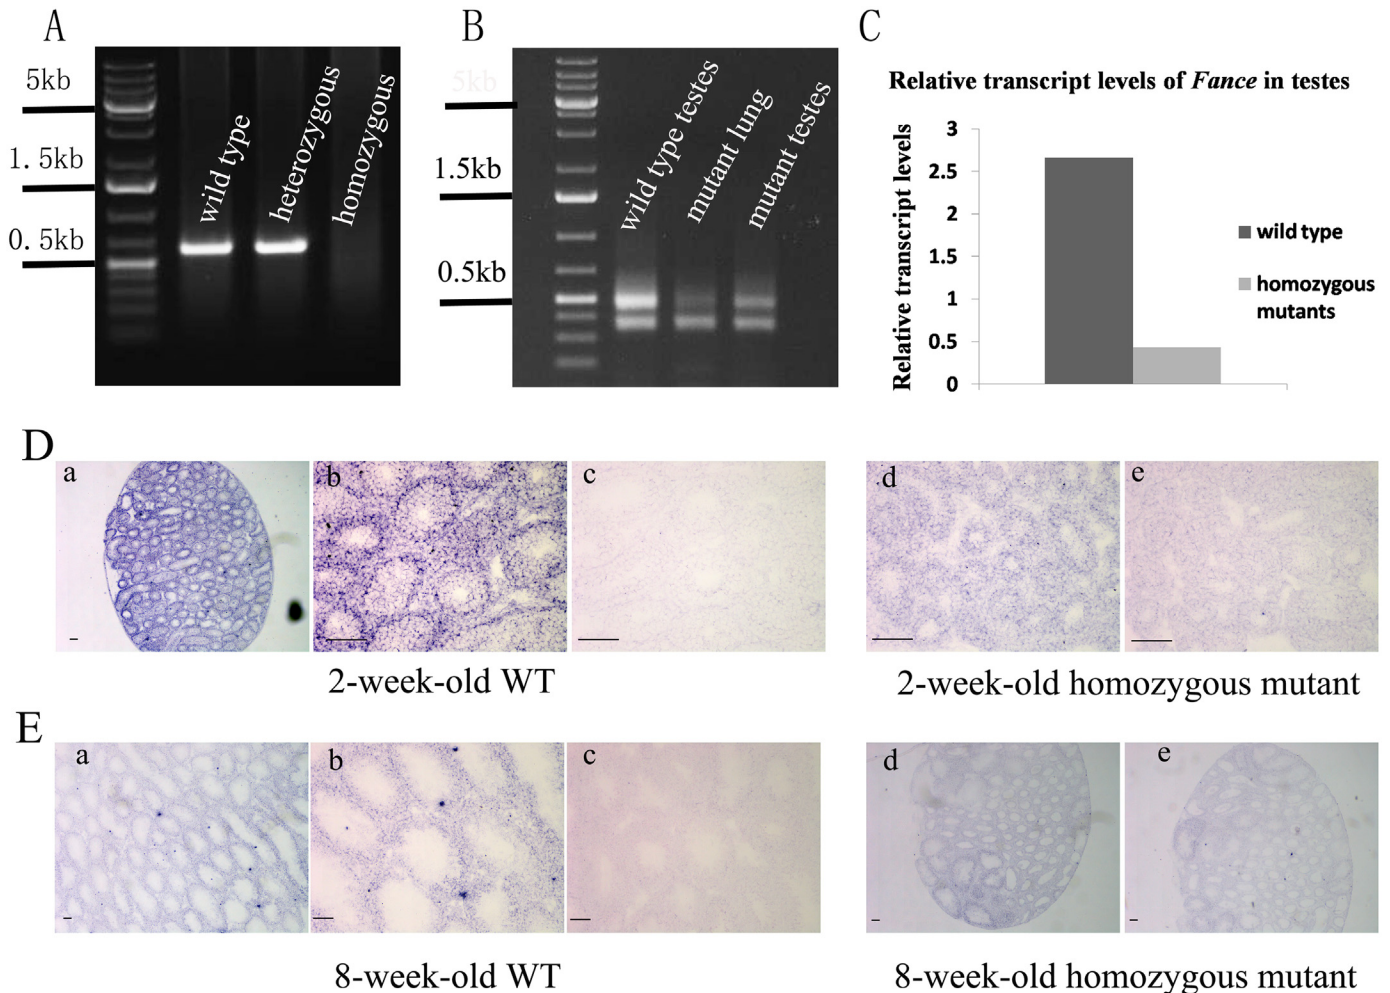 A
5kb
1.5kb
0.5kb
wild type
heterozygous
homozygous
B
5kb
1.5kb
0.5kb
wild type testes
mutant lung
mutant testes
C
Relative transcript levels of Fance in testes
Relative transcript levels
3
2.5
2
1.5
1
0.5
0
wild type
homozygous
mutants
D
a
b
c
d
e
2-week-old WT
2-week-old homozygous mutant
E
a
b
c
d
e
8-week-old WT
8-week-old homozygous mutant